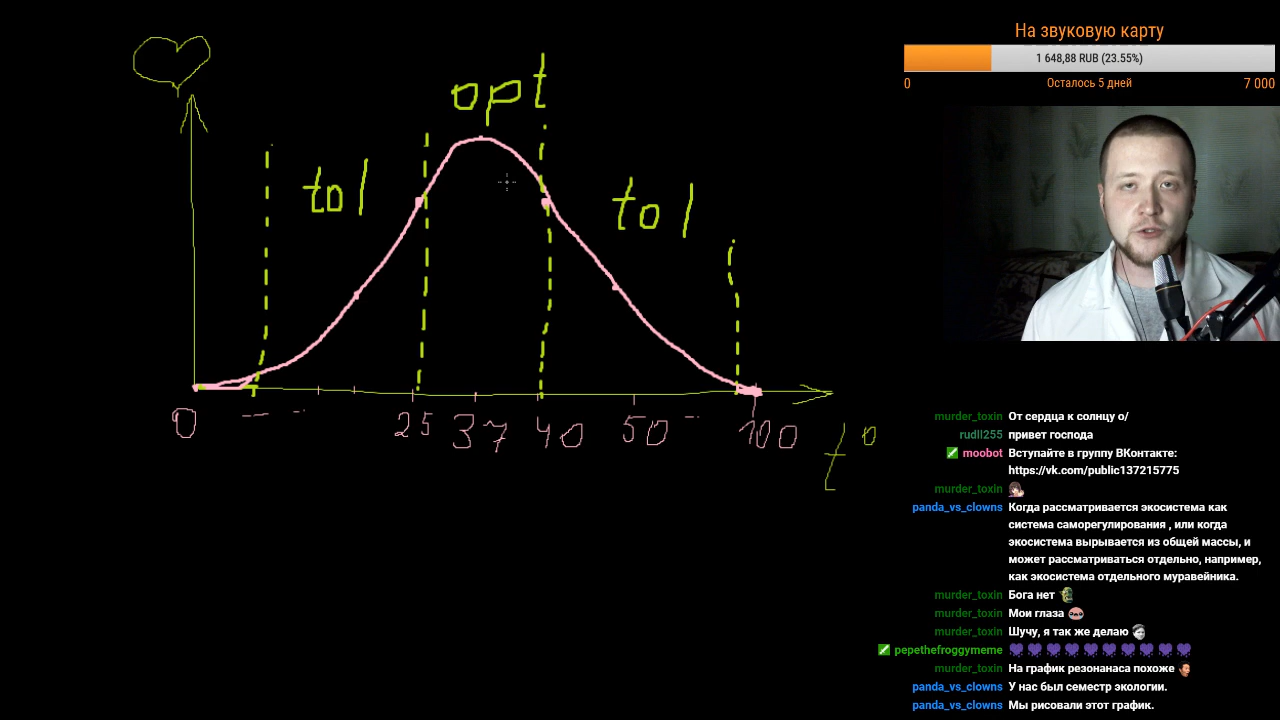 opt
tol
tol
0 25 37 40 50 100 t°
На звуковую карту
1 648,88 RUB (23.55%)
0 Осталось 5 дней 7 000
murder_toxin От сердца к солнцу o/
rudll255 привет господа
moobot Вступайте в группу ВКонтакте:
https://vk.com/public137215775
murder_toxin
panda_vs_clowns Когда рассматривается экосистема как
система саморегулирования , или когда
экосистема вырывается из общей массы, и
может рассматриваться отдельно, например,
как экосистема отдельного муравейника.
murder_toxin Бога нет
murder_toxin Мои глаза
murder_toxin Шучу, я так же делаю
pepethefroggymeme
murder_toxin На график резонанаса похоже
panda_vs_clowns У нас был семестр экологии.
panda_vs_clowns Мы рисовали этот график.